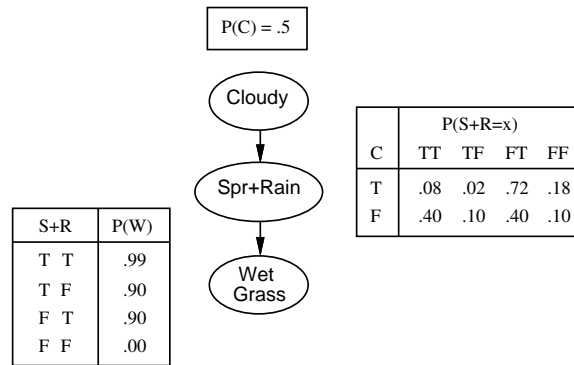 P(C) = .5
Cloudy
Spr+Rain
Wet
Grass
P(S+R=x)
C TT TF FT FF
T .08 .02 .72 .18
F .40 .10 .40 .10
S+R P(W)
T T .99
T F .90
F T .90
F F .00